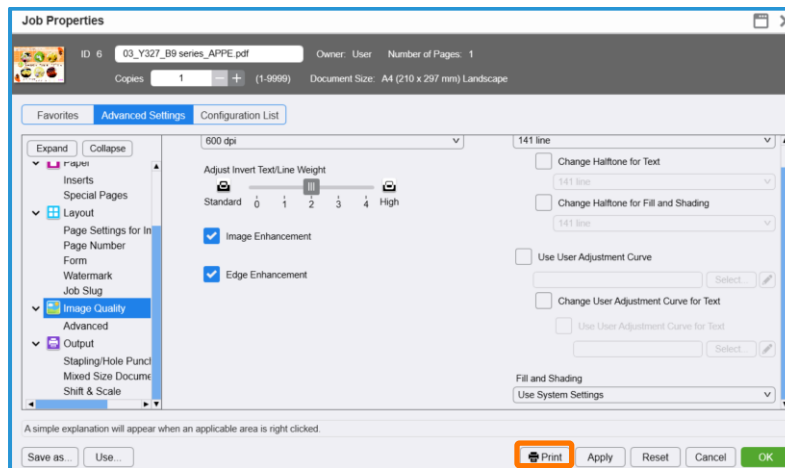 Job Properties
ID 6 03_Y327_B9 series_APPE.pdf Owner: User Number of Pages: 1
Copies 1 − + (1-9999) Document Size: A4 (210 x 297 mm) Landscape
Favorites Advanced Settings Configuration List
Expand Collapse
Paper
Inserts
Special Pages
Layout
Page Settings for In
Page Number
Form
Watermark
Job Slug
Image Quality
Advanced
Output
Stapling/Hole Punch
Mixed Size Docume
Shift & Scale
600 dpi
Adjust Invert Text/Line Weight
Standard 0 1 2 3 4 High
Image Enhancement
Edge Enhancement
141 line
Change Halftone for Text
141 line
Change Halftone for Fill and Shading
141 line
Use User Adjustment Curve
Select...
Change User Adjustment Curve for Text
Use User Adjustment Curve for Text
Select...
Fill and Shading
Use System Settings
A simple explanation will appear when an applicable area is right clicked.
Save as... Use... Print Apply Reset Cancel OK